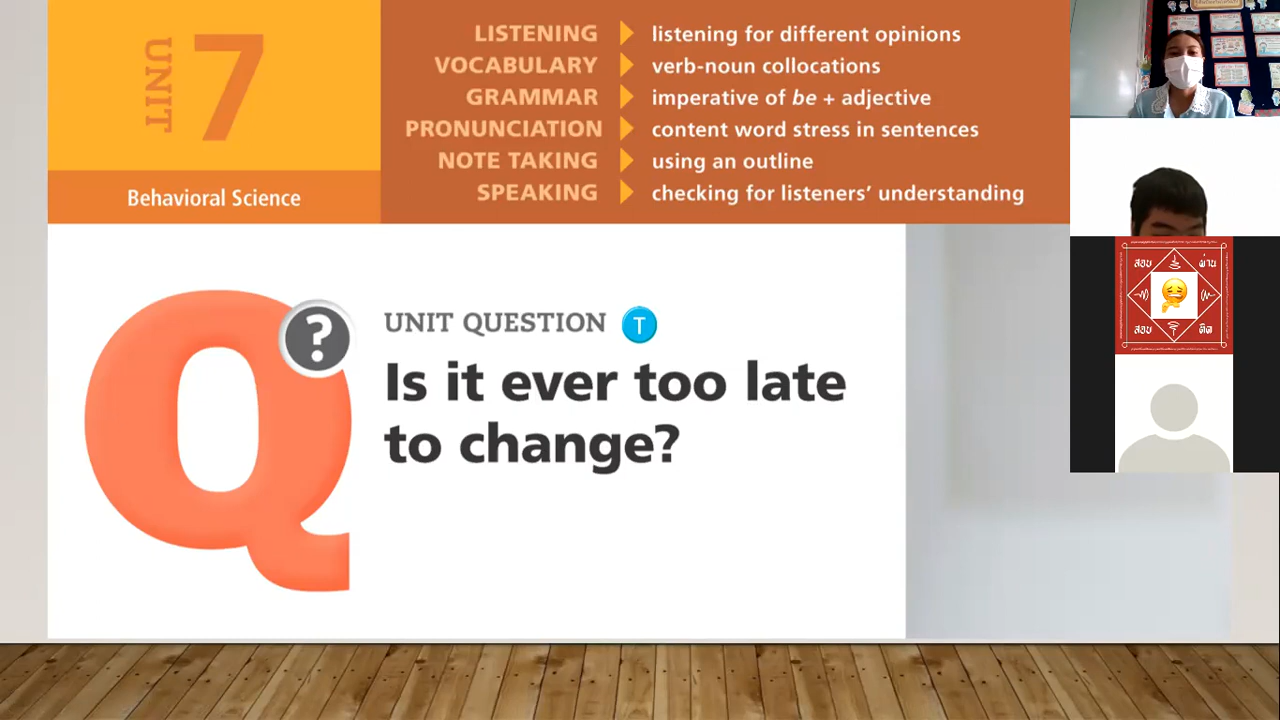 UNIT 7
Behavioral Science
LISTENING listening for different opinions
VOCABULARY verb-noun collocations
GRAMMAR imperative of be + adjective
PRONUNCIATION content word stress in sentences
NOTE TAKING using an outline
SPEAKING checking for listeners' understanding
Q ?
UNIT QUESTION T
Is it ever too late
to change?
สอบ ผ่าน
สอบ ติด